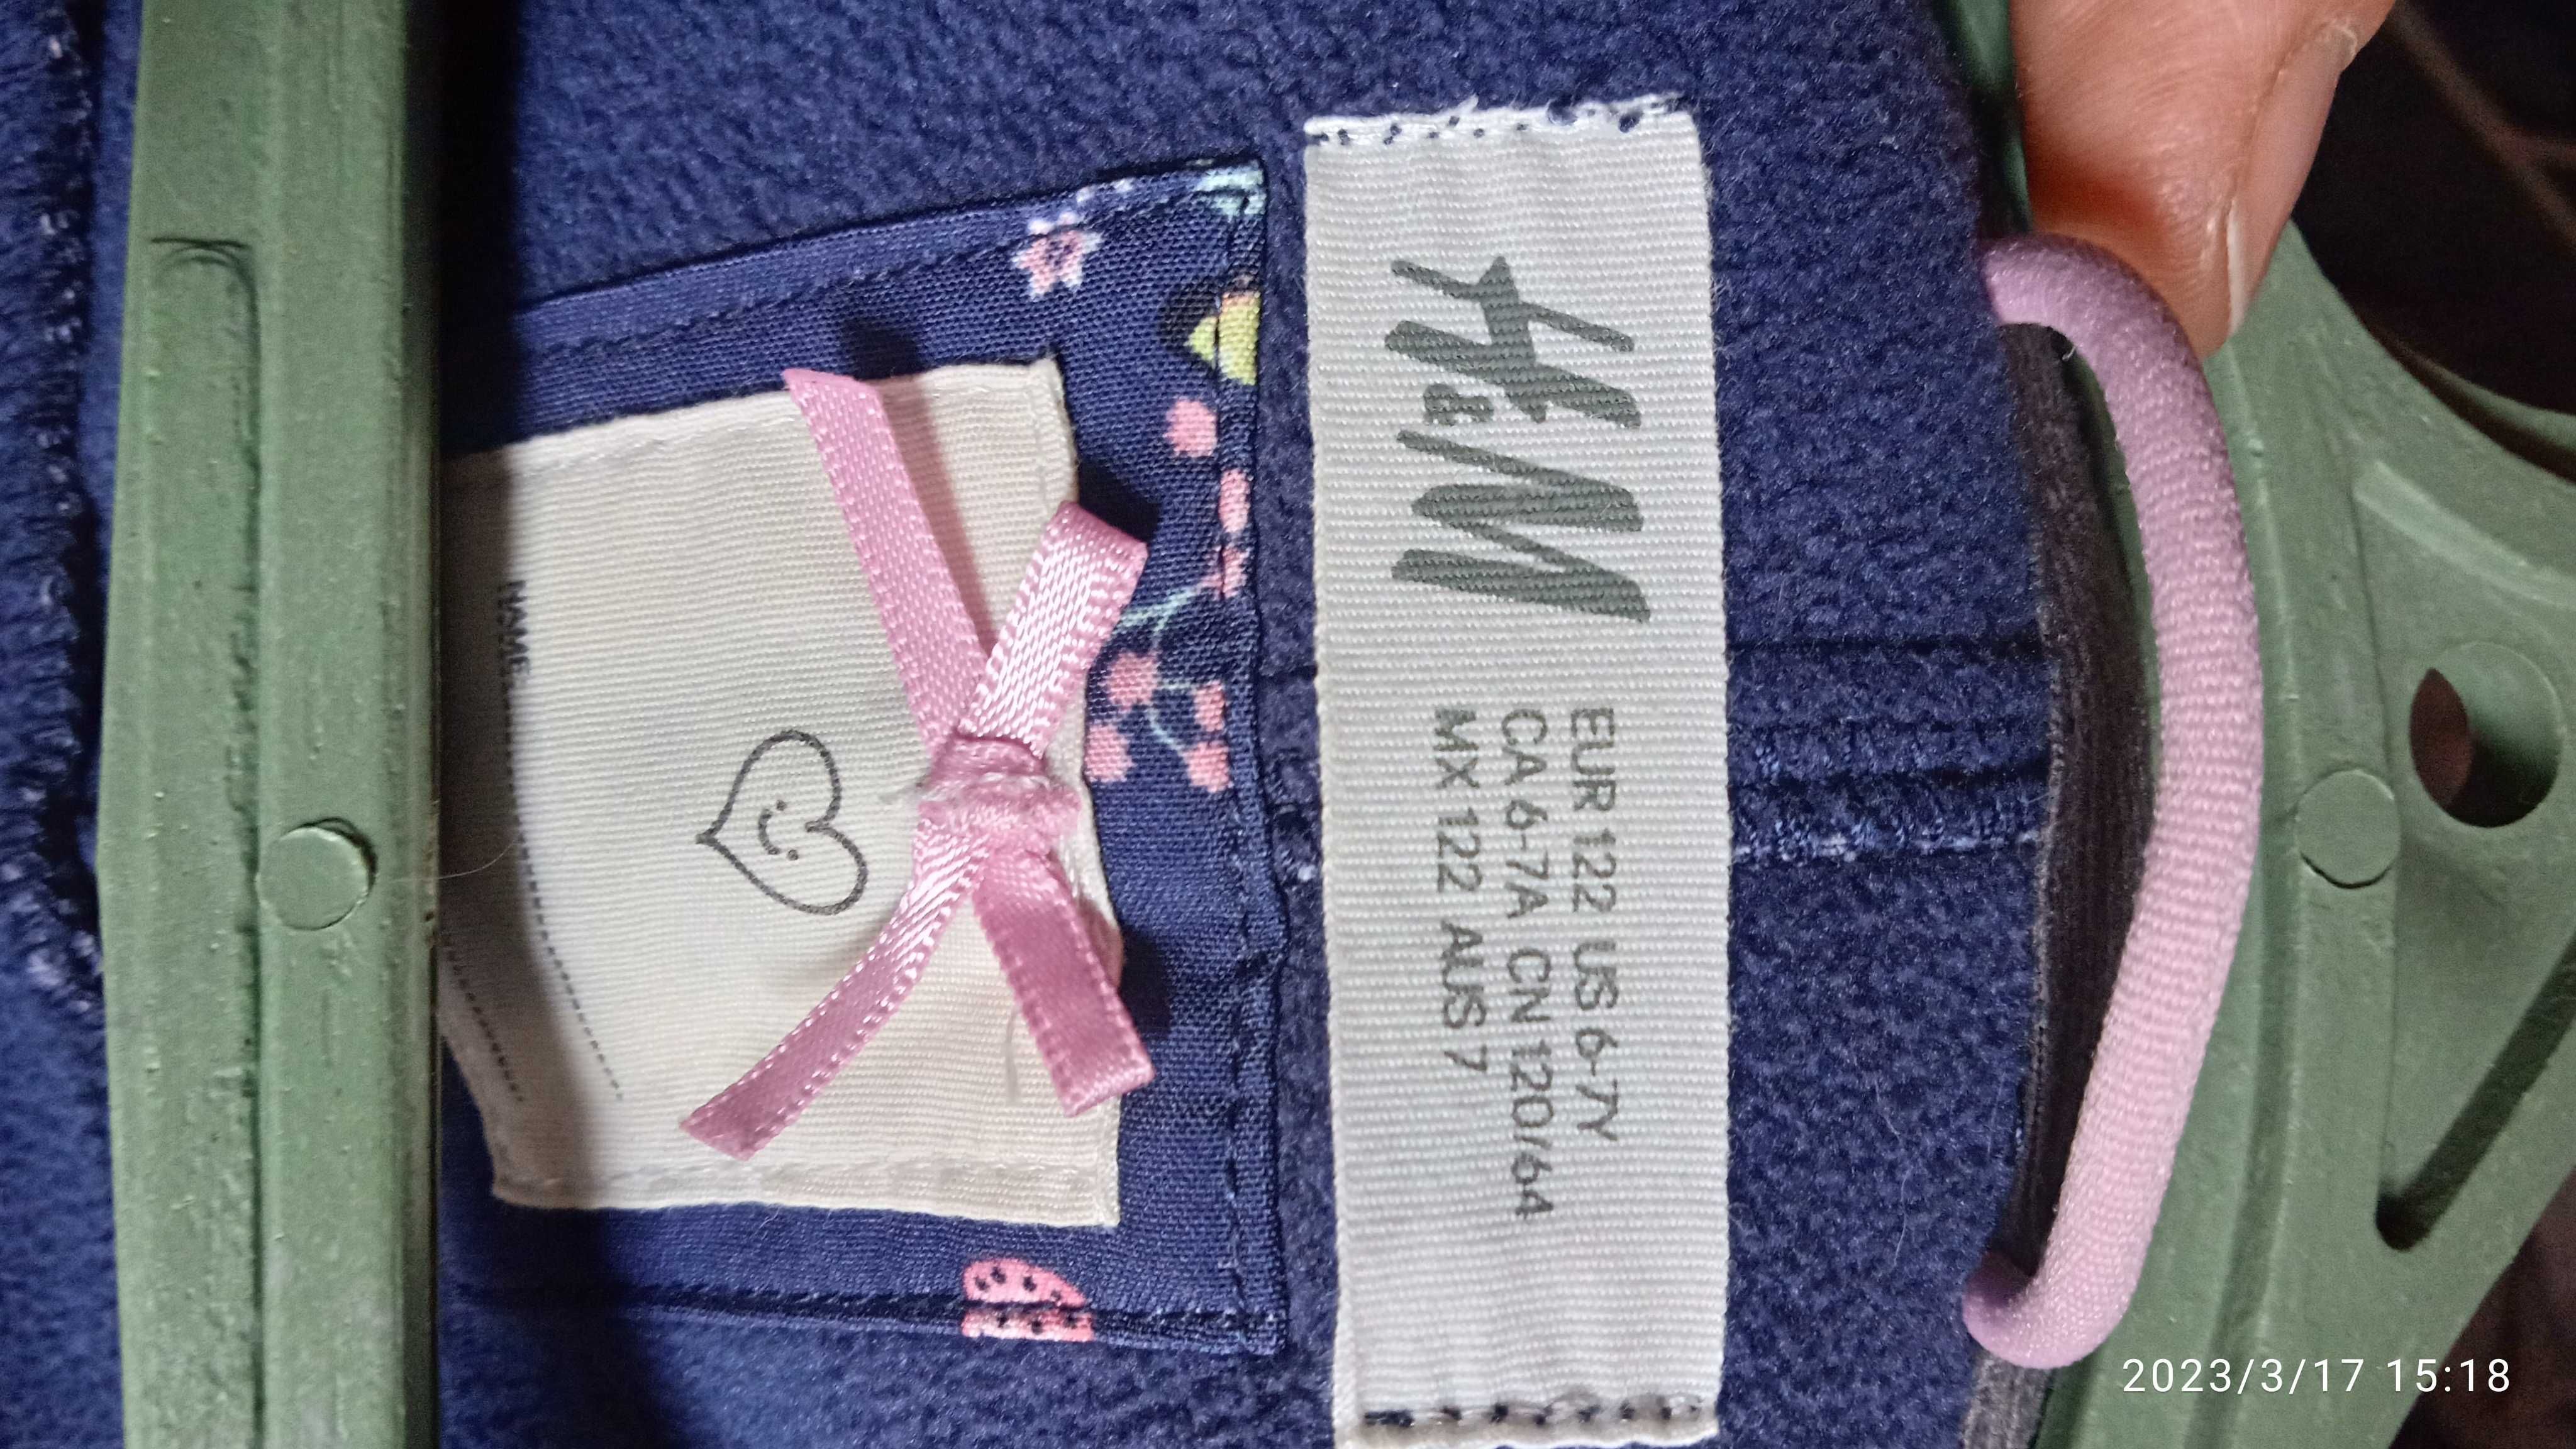 H&M
EUR 122 US 6-7Y
CA 6-7A CN 120/64
MX 122 AUS 7
NAME
2023/3/17 15:18